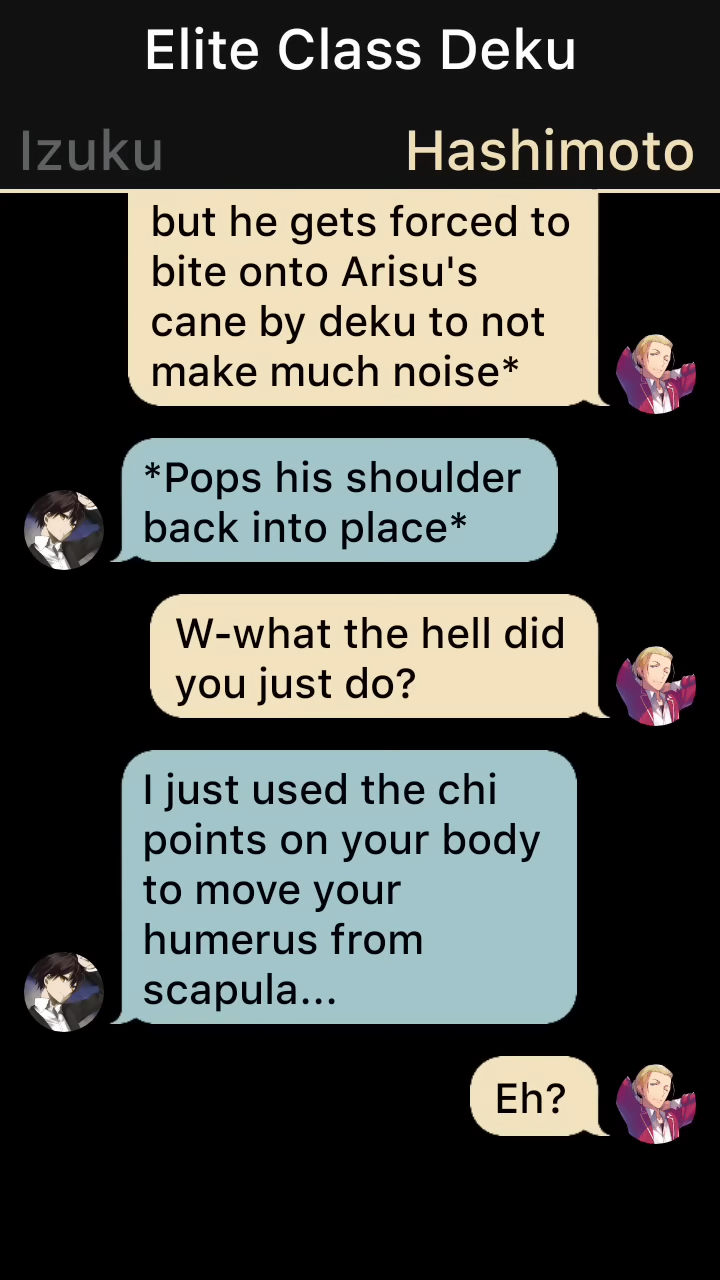 Elite Class Deku
Izuku
Hashimoto
but he gets forced to
bite onto Arisu's
cane by deku to not
make much noise*
*Pops his shoulder
back into place*
W-what the hell did
you just do?
I just used the chi
points on your body
to move your
humerus from
scapula...
Eh?